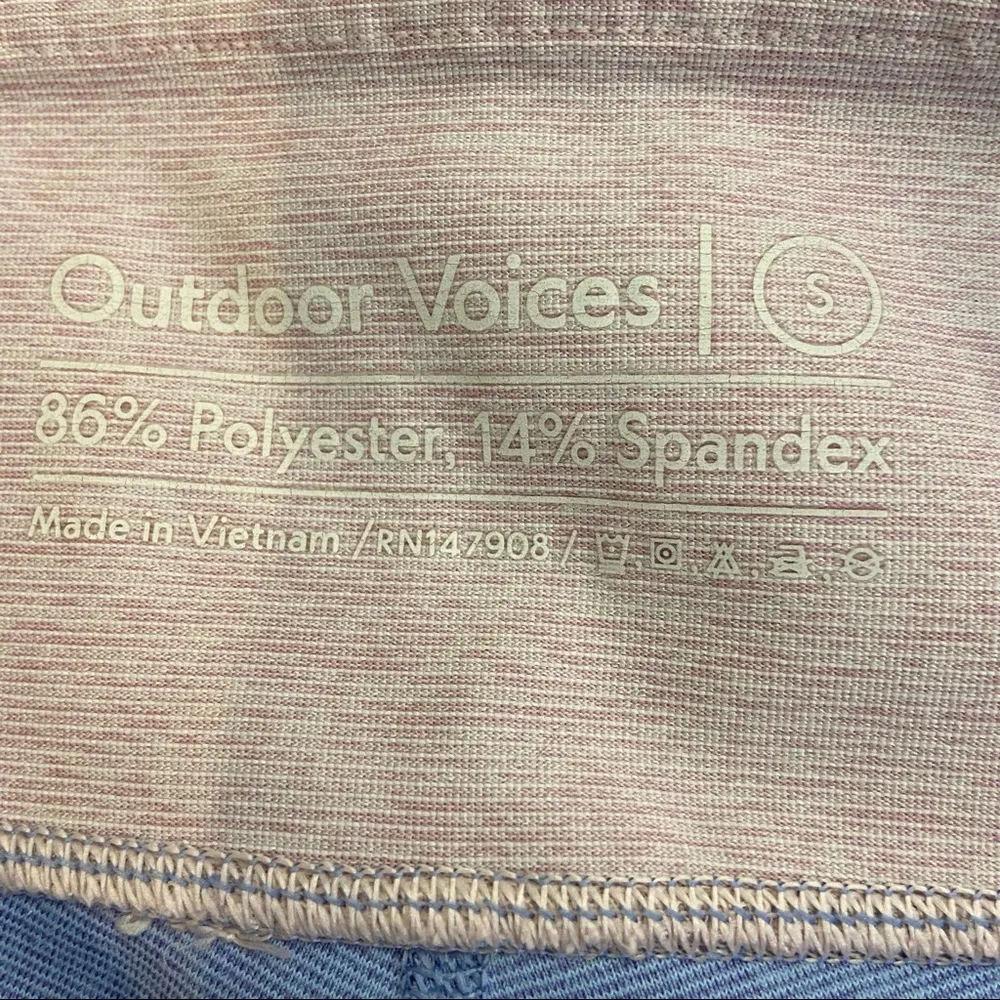 Outdoor Voices | S
86% Polyester, 14% Spandex
Made in Vietnam /RN147908 /